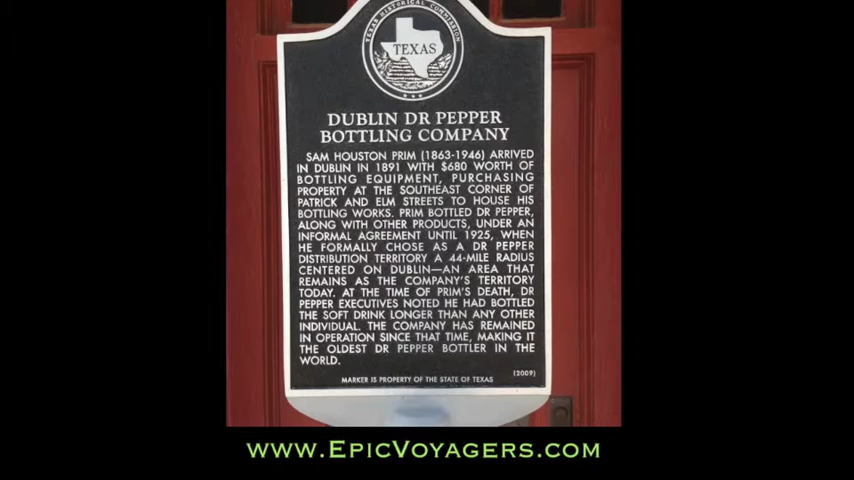 TEXAS HISTORICAL COMMISSION
TEXAS
DUBLIN DR PEPPER
BOTTLING COMPANY
SAM HOUSTON PRIM (1863-1946) ARRIVED
IN DUBLIN IN 1891 WITH $680 WORTH OF
BOTTLING EQUIPMENT, PURCHASING
PROPERTY AT THE SOUTHEAST CORNER OF
PATRICK AND ELM STREETS TO HOUSE HIS
BOTTLING WORKS. PRIM BOTTLED DR PEPPER,
ALONG WITH OTHER PRODUCTS, UNDER AN
INFORMAL AGREEMENT UNTIL 1925, WHEN
HE FORMALLY CHOSE AS A DR PEPPER
DISTRIBUTION TERRITORY A 44-MILE RADIUS
CENTERED ON DUBLIN—AN AREA THAT
REMAINS AS THE COMPANY'S TERRITORY
TODAY. AT THE TIME OF PRIM'S DEATH, DR
PEPPER EXECUTIVES NOTED HE HAD BOTTLED
THE SOFT DRINK LONGER THAN ANY OTHER
INDIVIDUAL. THE COMPANY HAS REMAINED
IN OPERATION SINCE THAT TIME, MAKING IT
THE OLDEST DR PEPPER BOTTLER IN THE
WORLD.
(2009)
MARKER IS PROPERTY OF THE STATE OF TEXAS
WWW.EPICVOYAGERS.COM